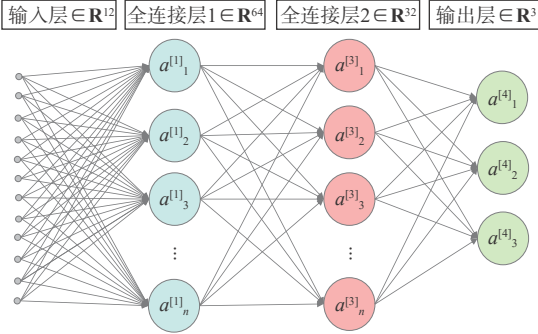 输入层∈R¹² 全连接层1∈R⁶⁴ 全连接层2∈R³² 输出层∈R³
a^[1]_1 a^[3]_1
a^[4]_1
a^[1]_2 a^[3]_2
a^[4]_2
a^[1]_3 a^[3]_3
a^[4]_3
⋮ ⋮
a^[1]_n a^[3]_n